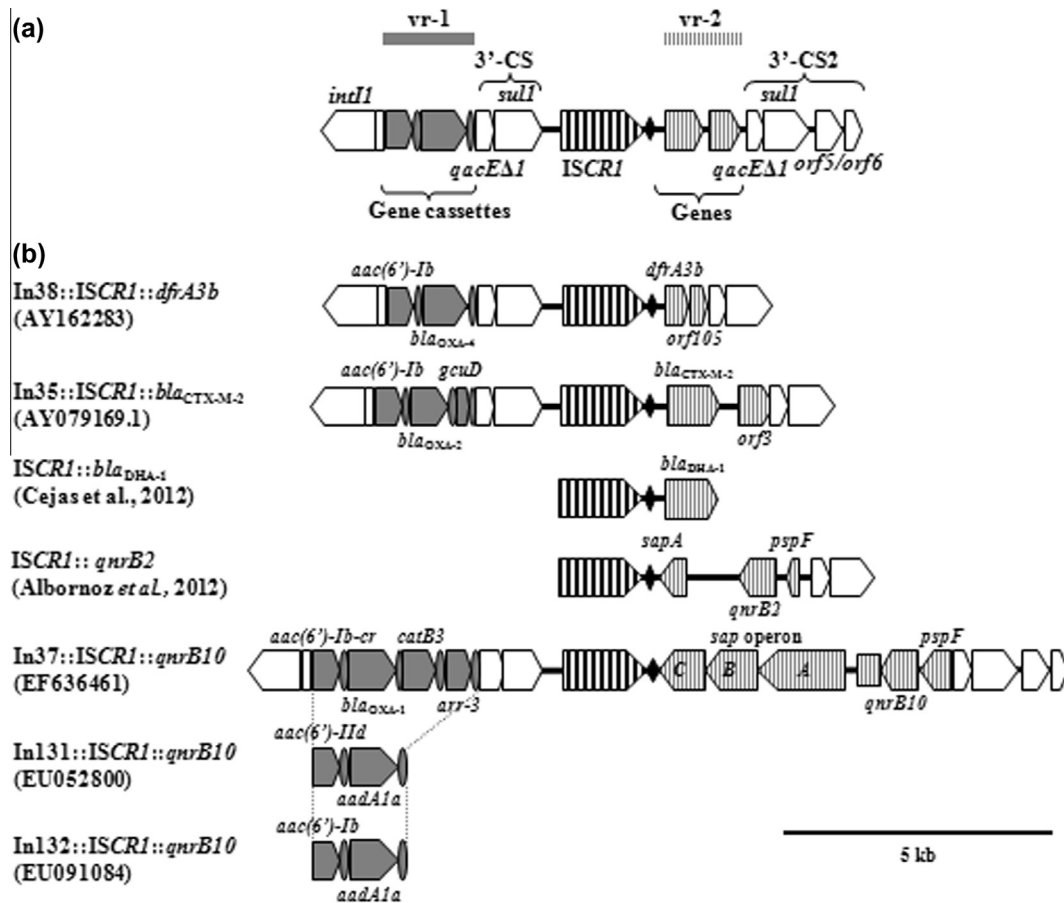 (a)
vr-1 vr-2
3'-CS 3'-CS2
intI1 sul1 sul1
qacEΔ1 ISCR1 qacEΔ1 orf5/orf6
Gene cassettes Genes
(b)
aac(6')-Ib dfrA3b
In38::ISCR1::dfrA3b
(AY162283)
blaOXA-4 orf105
aac(6')-Ib gcuD blaCTX-M-2
In35::ISCR1::blaCTX-M-2
(AY079169.1)
blaOXA-2 orf3
ISCR1::blaDHA-1 blaDHA-1
(Cejas et al., 2012)
sapA pspF
ISCR1:: qnrB2
(Albornoz et al., 2012)
qnrB2
aac(6')-Ib-cr catB3 sap operon pspF
In37::ISCR1::qnrB10 C B A
(EF636461)
blaOXA-1 arr-3 qnrB10
aac(6')-IId
In131::ISCR1::qnrB10
(EU052800)
aadA1a
aac(6')-Ib
In132::ISCR1::qnrB10
(EU091084)
aadA1a
5 kb